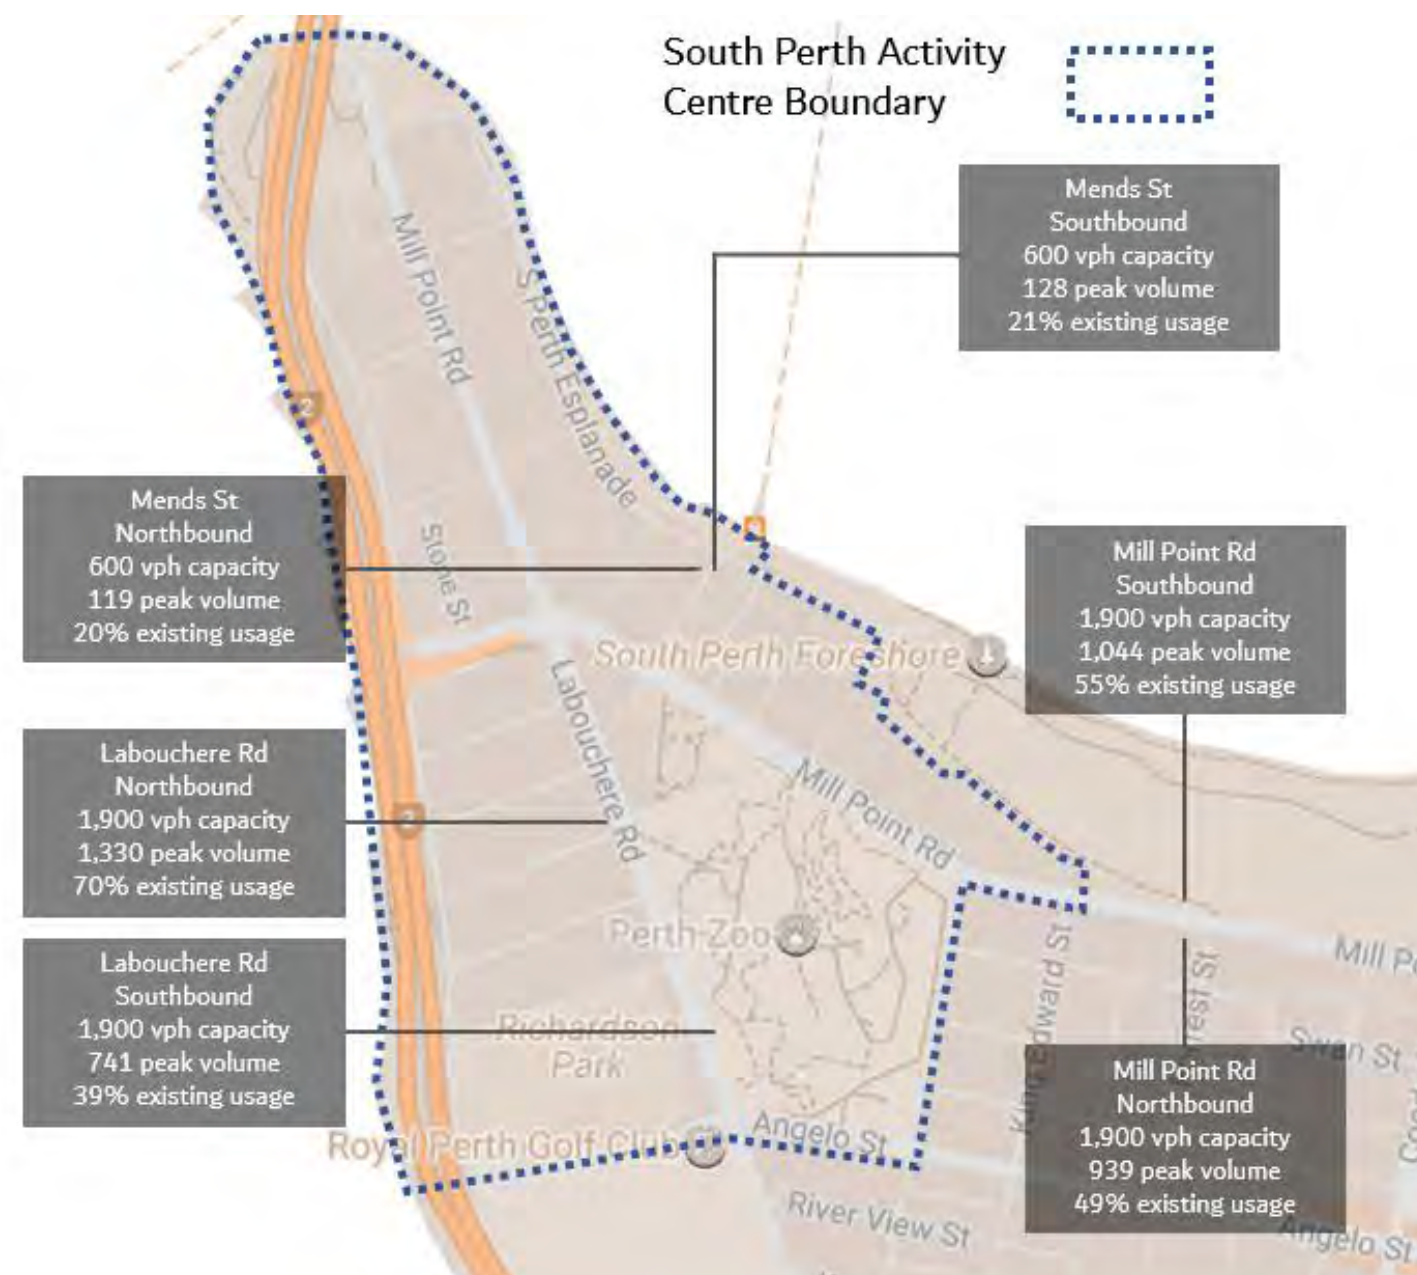 South Perth Activity
Centre Boundary
Mends St
Southbound
600 vph capacity
128 peak volume
21% existing usage
Mill Point Rd
S Perth Esplanade
2
Mends St
Northbound
600 vph capacity
119 peak volume
20% existing usage
Stone St
Mill Point Rd
Southbound
1,900 vph capacity
1,044 peak volume
55% existing usage
South Perth Foreshore
Labouchere Rd
Labouchere Rd
Northbound
1,900 vph capacity
1,330 peak volume
70% existing usage
Mill Point Rd
Perth Zoo
Labouchere Rd
Southbound
1,900 vph capacity
741 peak volume
39% existing usage
Richardson
Park
King Edward St
Swan St
Mill Point Rd
Northbound
1,900 vph capacity
939 peak volume
49% existing usage
Royal Perth Golf Club
Angelo St
River View St
Angelo St